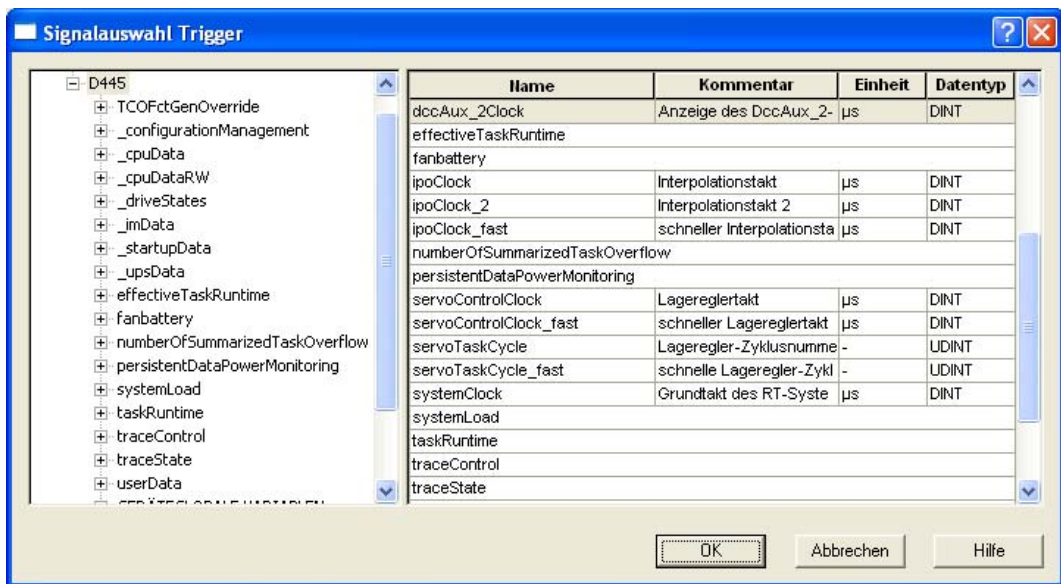 Signalauswahl Trigger
D445
TCOFctGenOverride
_configurationManagement
_cpuData
_cpuDataRW
_driveStates
_imData
_startupData
_upsData
effectiveTaskRuntime
fanbattery
numberOfSummarizedTaskOverflow
persistentDataPowerMonitoring
systemLoad
taskRuntime
traceControl
traceState
userData
Name Kommentar Einheit Datentyp
dccAux_2Clock Anzeige des DccAux_2- µs DINT
effectiveTaskRuntime
fanbattery
ipoClock Interpolationstakt µs DINT
ipoClock_2 Interpolationstakt 2 µs DINT
ipoClock_fast schneller Interpolationsta µs DINT
numberOfSummarizedTaskOverflow
persistentDataPowerMonitoring
servoControlClock Lagereglertakt µs DINT
servoControlClock_fast schneller Lagereglertakt µs DINT
servoTaskCycle Lageregler-Zyklusnumme - UDINT
servoTaskCycle_fast schnelle Lageregler-Zykl - UDINT
systemClock Grundtakt des RT-Syste µs DINT
systemLoad
taskRuntime
traceControl
traceState
OK Abbrechen Hilfe